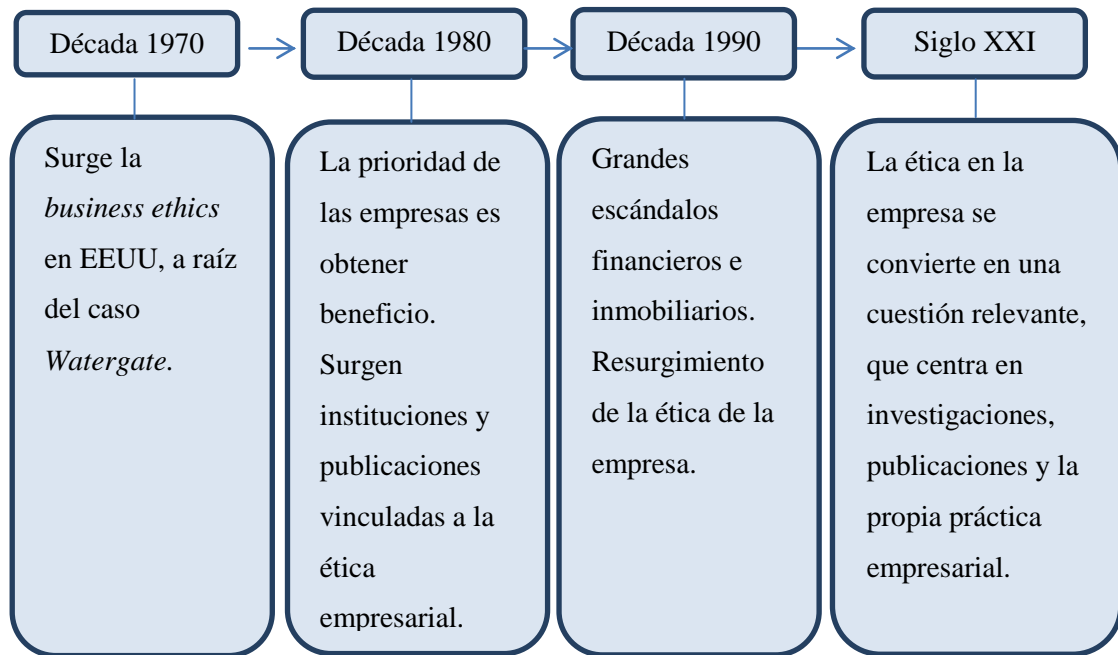 Década 1970
Década 1980
Década 1990
Siglo XXI
Surge la
business ethics
en EEUU, a raíz
del caso
Watergate.
La prioridad de
las empresas es
obtener
beneficio.
Surgen
instituciones y
publicaciones
vinculadas a la
ética
empresarial.
Grandes
escándalos
financieros e
inmobiliarios.
Resurgimiento
de la ética de la
empresa.
La ética en la
empresa se
convierte en una
cuestión relevante,
que centra en
investigaciones,
publicaciones y la
propia práctica
empresarial.